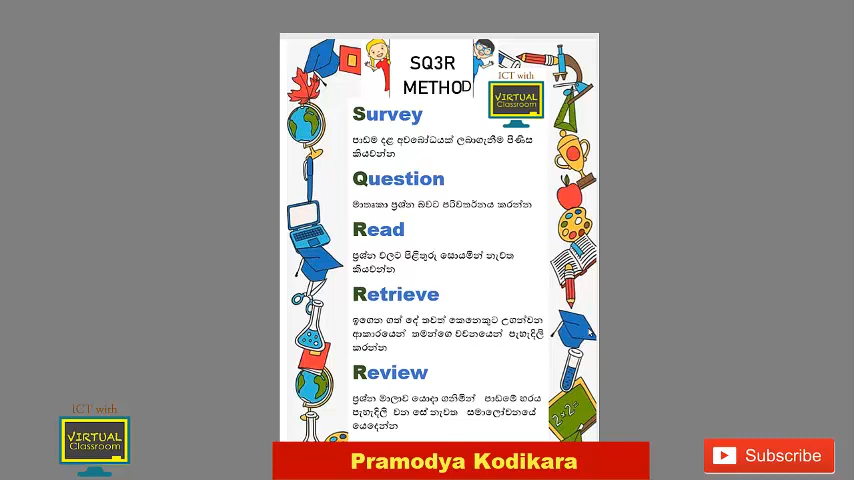 SQ3R
METHOD
ICT with
VIRTUAL
Classroom
Survey
පාඩම දළ අවබෝධයක් ලබාගැනීම පිණිස
කියවන්න
Question
මාතෘකා ප්‍රශ්න බවට පරිවර්තනය කරන්න
Read
ප්‍රශ්න වලට පිළිතුරු සොයමින් නැවත
කියවන්න
Retrieve
ඉගෙන ගත් දේ තවත් කෙනෙකුට උගන්වන
ආකාරයෙන් තමන්ගෙ වචනයෙන් පැහැදිලි
කරන්න
Review
ප්‍රශ්න මාලාව යොදා ගනිමින් පාඩමේ හරය
පැහැදිලි වන සේ නැවත සමාලෝචනයේ
යෙදෙන්න
2+2=
ICT with
VIRTUAL
Classroom
Pramodya Kodikara
Subscribe